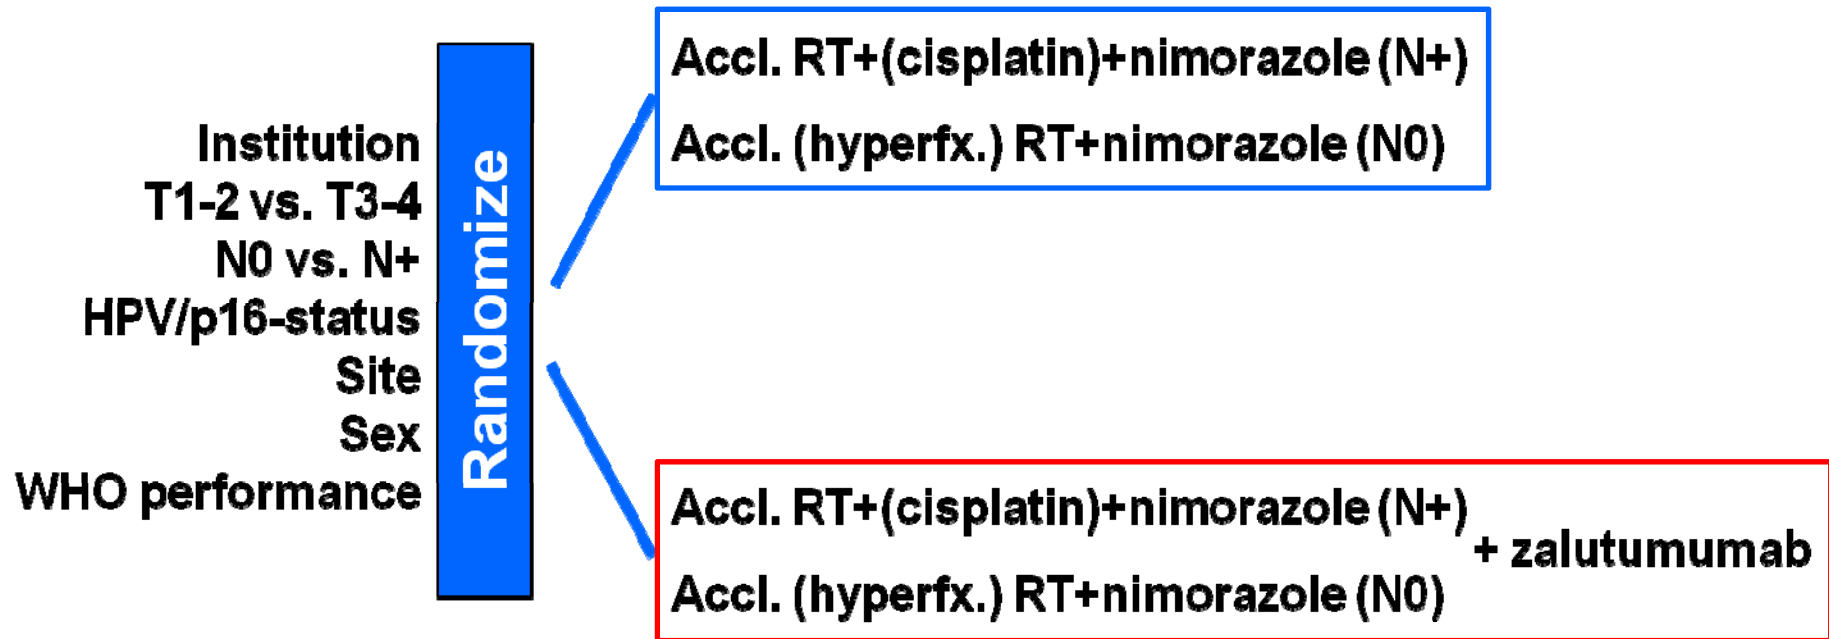 Institution
T1-2 vs. T3-4
N0 vs. N+
HPV/p16-status
Site
Sex
WHO performance
Randomize
Accl. RT+(cisplatin)+nimorazole (N+)
Accl. (hyperfx.) RT+nimorazole (N0)
Accl. RT+(cisplatin)+nimorazole (N+)
+ zalutumumab
Accl. (hyperfx.) RT+nimorazole (N0)